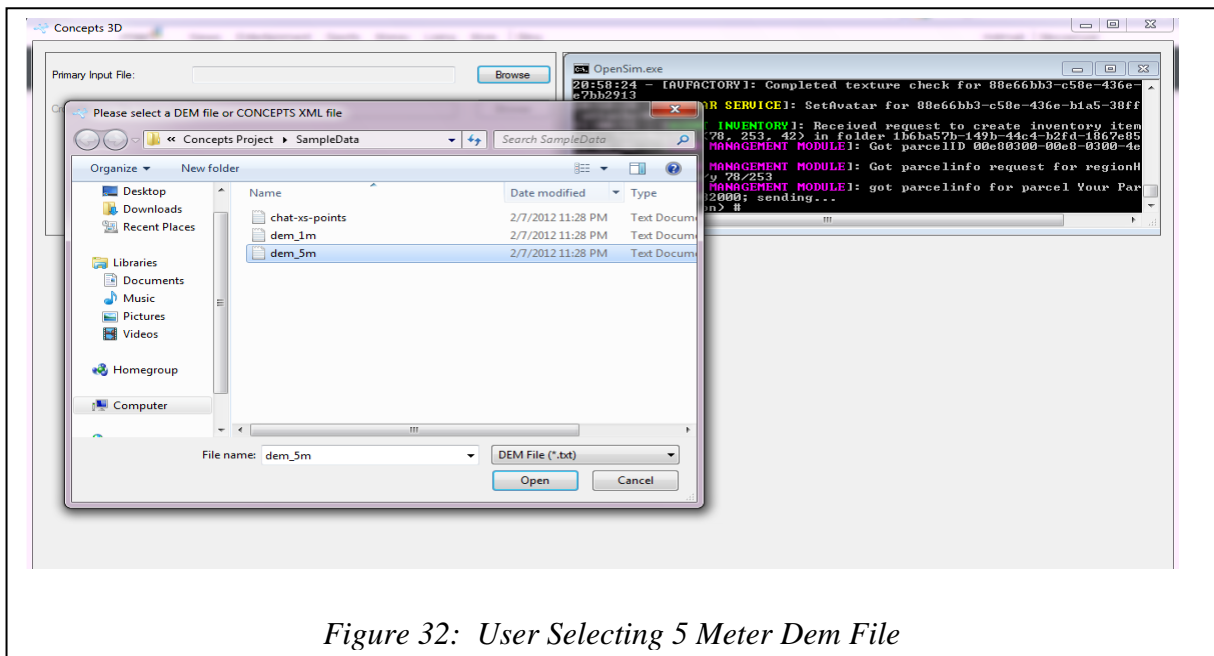 Concepts 3D
Primary Input File:
Browse
OpenSim.exe
20:58:24 - [AVFACTORY]: Completed texture check for 88e66bb3-c58e-436e-
e7bb2913
AR SERVICE]: SetAvatar for 88e66bb3-c58e-436e-b1a5-38ff
INVENTORY]: Received request to create inventory item
(78, 253, 42) in folder 1b6ba57b-149b-44c4-b2fd-1867e85
MANAGEMENT MODULE]: Got parcelID 00e80300-00e8-0300-4e
MANAGEMENT MODULE]: Got parcelinfo request for regionH
/y 78/253
MANAGEMENT MODULE]: got parcelinfo for parcel Your Par
32000; sending...
on) #
Please select a DEM file or CONCEPTS XML file
« Concepts Project SampleData
Search SampleData
Organize New folder
Name Date modified Type
Desktop
Downloads
Recent Places
Libraries
Documents
Music
Pictures
Videos
Homegroup
Computer
chat-xs-points 2/7/2012 11:28 PM Text Docum
dem_1m 2/7/2012 11:28 PM Text Docum
dem_5m 2/7/2012 11:28 PM Text Docum
File name: dem_5m
DEM File (*.txt)
Open Cancel
Figure 32: User Selecting 5 Meter Dem File